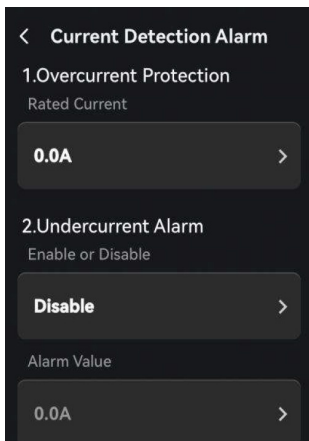 Current Detection Alarm
1.Overcurrent Protection
Rated Current
0.0A
2.Undercurrent Alarm
Enable or Disable
Disable
Alarm Value
0.0A